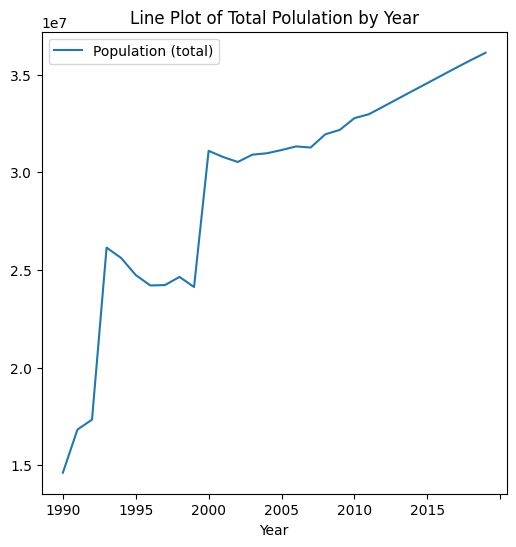 Line Plot of Total Polulation by Year
1e7
Population (total)
3.5
3.0
2.5
2.0
1.5
1990 1995 2000 2005 2010 2015
Year